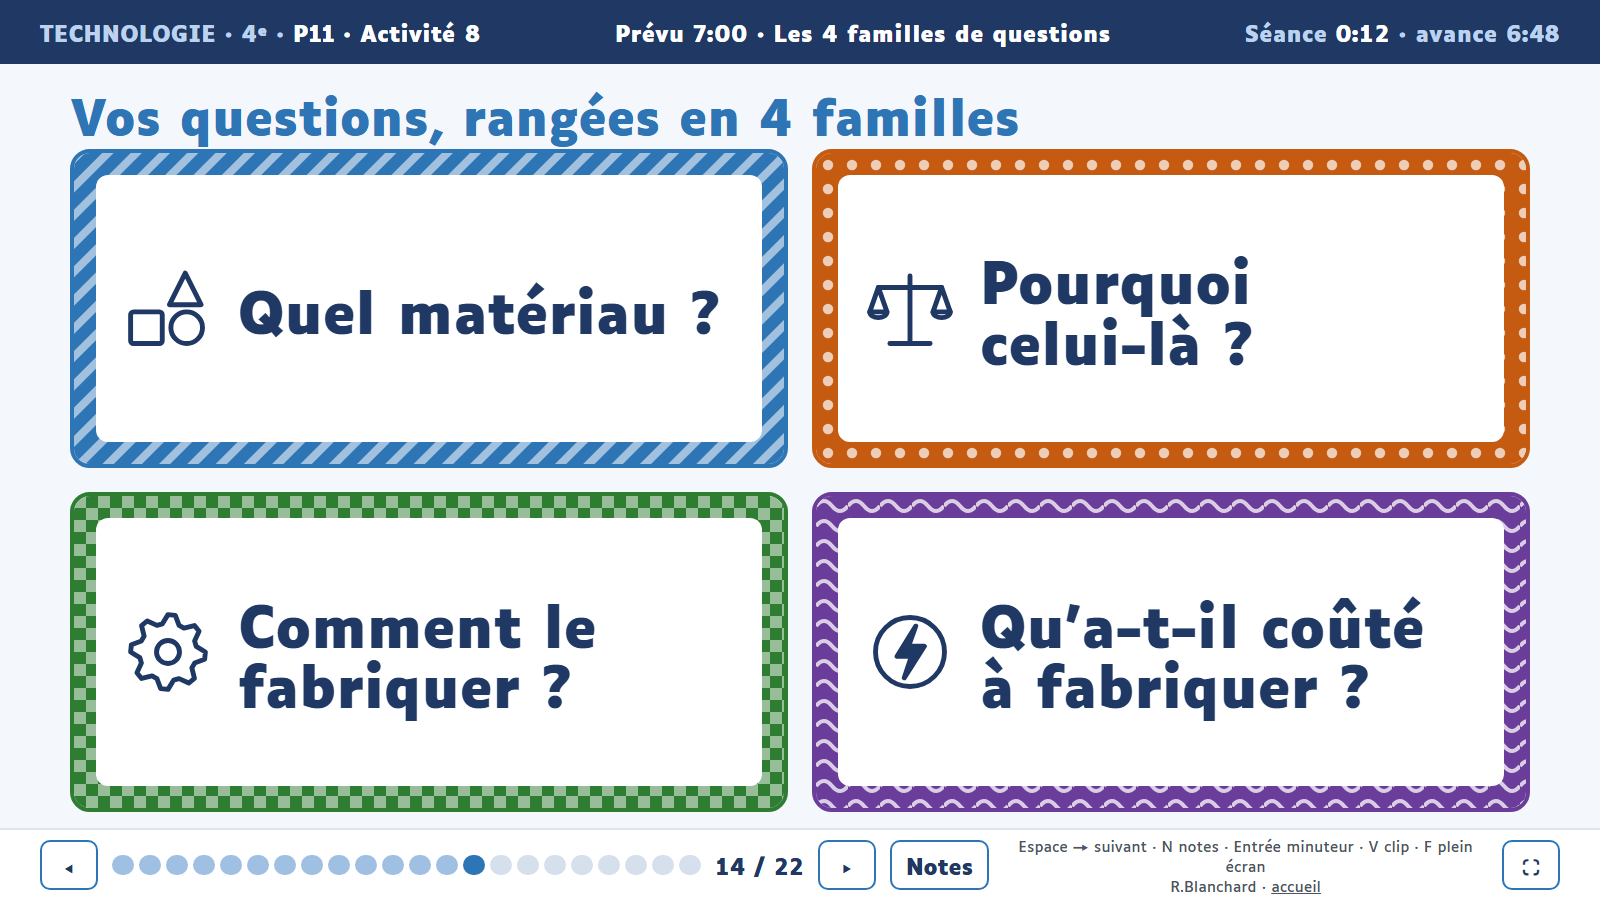 TECHNOLOGIE · 4ᵉ · P11 · Activité 8
Prévu 7:00 · Les 4 familles de questions
Séance 0:12 · avance 6:48
Vos questions, rangées en 4 familles
Quel matériau ?
Pourquoi
celui-là ?
Comment le
fabriquer ?
Qu’a-t-il coûté
à fabriquer ?
14 / 22
Notes
Espace → suivant · N notes · Entrée minuteur · V clip · F plein
écran
R.Blanchard · accueil